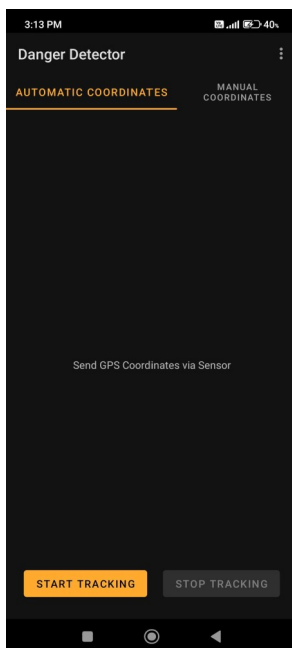 3:13 PM
40%
Danger Detector
AUTOMATIC COORDINATES
MANUAL
COORDINATES
Send GPS Coordinates via Sensor
START TRACKING
STOP TRACKING